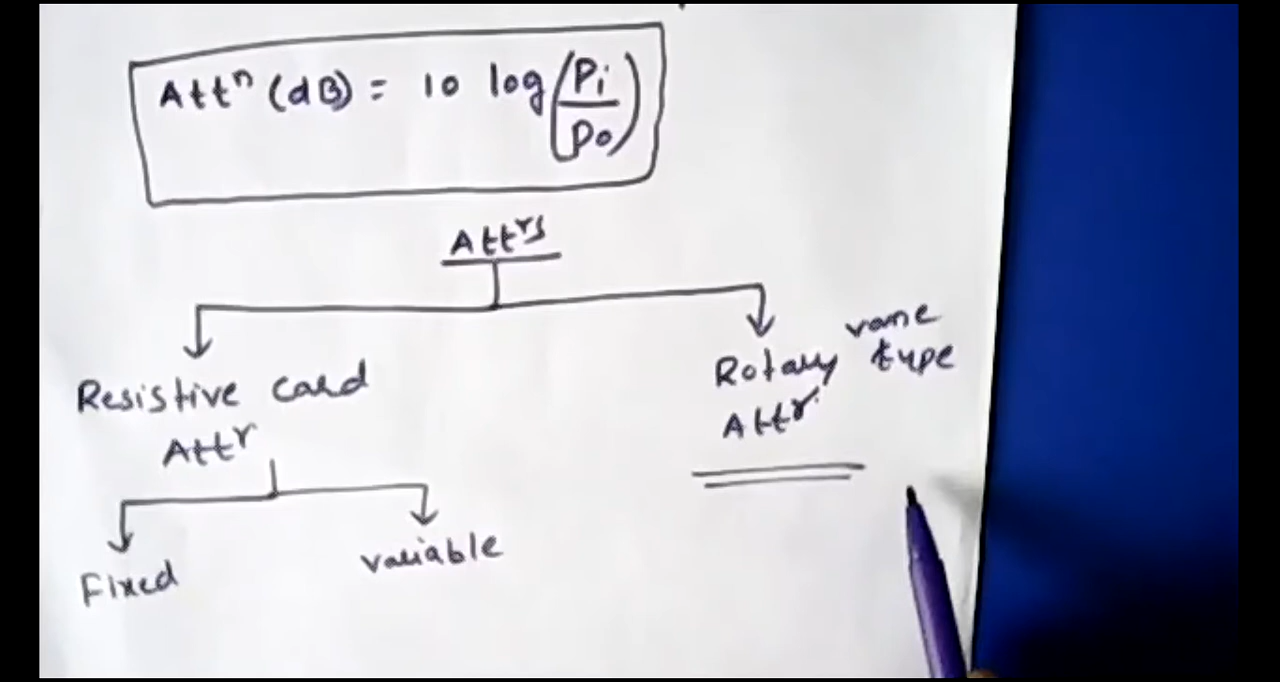 Attⁿ (dB) = 10 log (Pi / Po)
Attʳˢ
Resistive card
Attʳ
vane
Rotary type
Attʳ
Fixed
variable